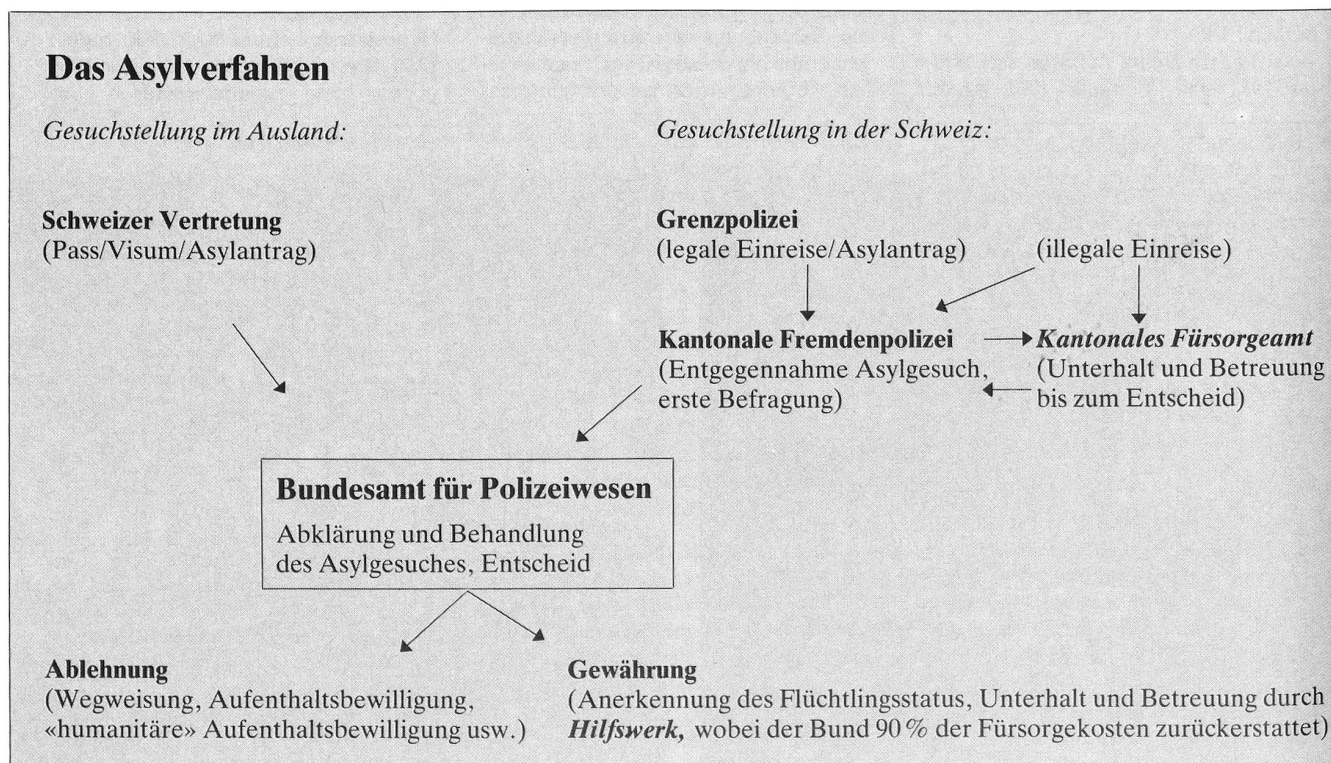 Das Asylverfahren
Gesuchstellung im Ausland:
Gesuchstellung in der Schweiz:
Schweizer Vertretung
(Pass/Visum/Asylantrag)
Grenzpolizei
(legale Einreise/Asylantrag)
(illegale Einreise)
Kantonale Fremdenpolizei
(Entgegennahme Asylgesuch,
erste Befragung)
Kantonales Fürsorgeamt
(Unterhalt und Betreuung
bis zum Entscheid)
Bundesamt für Polizeiwesen
Abklärung und Behandlung
des Asylgesuches, Entscheid
Ablehnung
(Wegweisung, Aufenthaltsbewilligung,
«humanitäre» Aufenthaltsbewilligung usw.)
Gewährung
(Anerkennung des Flüchtlingsstatus, Unterhalt und Betreuung durch
Hilfswerk, wobei der Bund 90 % der Fürsorgekosten zurückerstattet)